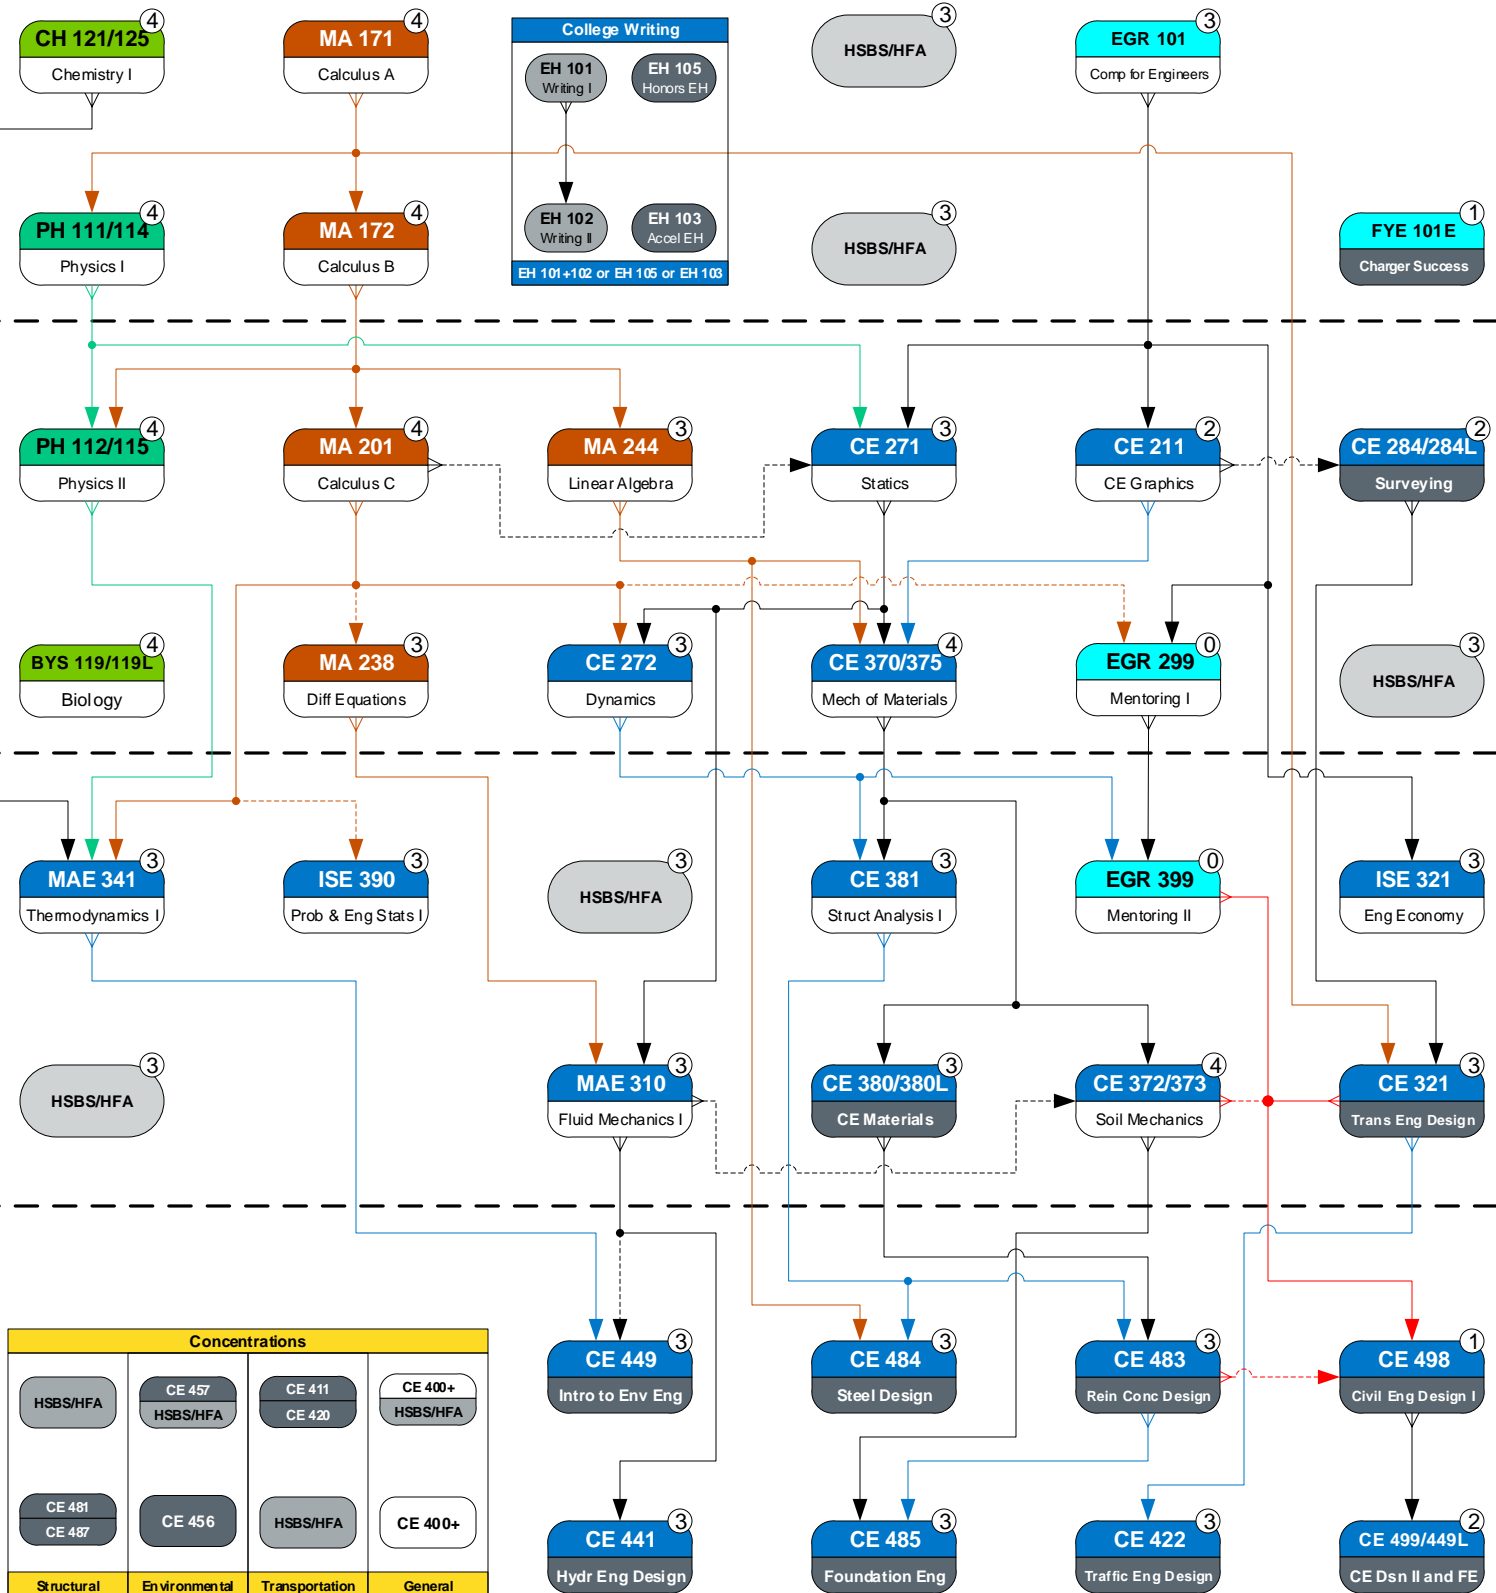 4
CH 121/125
Chemistry I
4
MA 171
Calculus A
College Writing
EH 101
Writing I
EH 105
Honors EH
EH 102
Writing II
EH 103
Accel EH
EH 101+102 or EH 105 or EH 103
3
HSBS/HFA
3
EGR 101
Comp for Engineers
4
PH 111/114
Physics I
4
MA 172
Calculus B
3
HSBS/HFA
1
FYE 101E
Charger Success
4
PH 112/115
Physics II
4
MA 201
Calculus C
3
MA 244
Linear Algebra
3
CE 271
Statics
2
CE 211
CE Graphics
2
CE 284/284L
Surveying
4
BYS 119/119L
Biology
3
MA 238
Diff Equations
3
CE 272
Dynamics
4
CE 370/375
Mech of Materials
0
EGR 299
Mentoring I
3
HSBS/HFA
3
MAE 341
Thermodynamics I
3
ISE 390
Prob & Eng Stats I
3
HSBS/HFA
3
CE 381
Struct Analysis I
0
EGR 399
Mentoring II
3
ISE 321
Eng Economy
3
HSBS/HFA
3
MAE 310
Fluid Mechanics I
3
CE 380/380L
CE Materials
4
CE 372/373
Soil Mechanics
3
CE 321
Trans Eng Design
3
CE 449
Intro to Env Eng
3
CE 484
Steel Design
3
CE 483
Rein Conc Design
1
CE 498
Civil Eng Design I
Concentrations
HSBS/HFA
CE 457
HSBS/HFA
CE 411
CE 420
CE 400+
HSBS/HFA
CE 481
CE 487
CE 456
HSBS/HFA
CE 400+
Structural
Environmental
Transportation
General
3
CE 441
Hydr Eng Design
3
CE 485
Foundation Eng
3
CE 422
Traffic Eng Design
2
CE 499/449L
CE Dsn II and FE